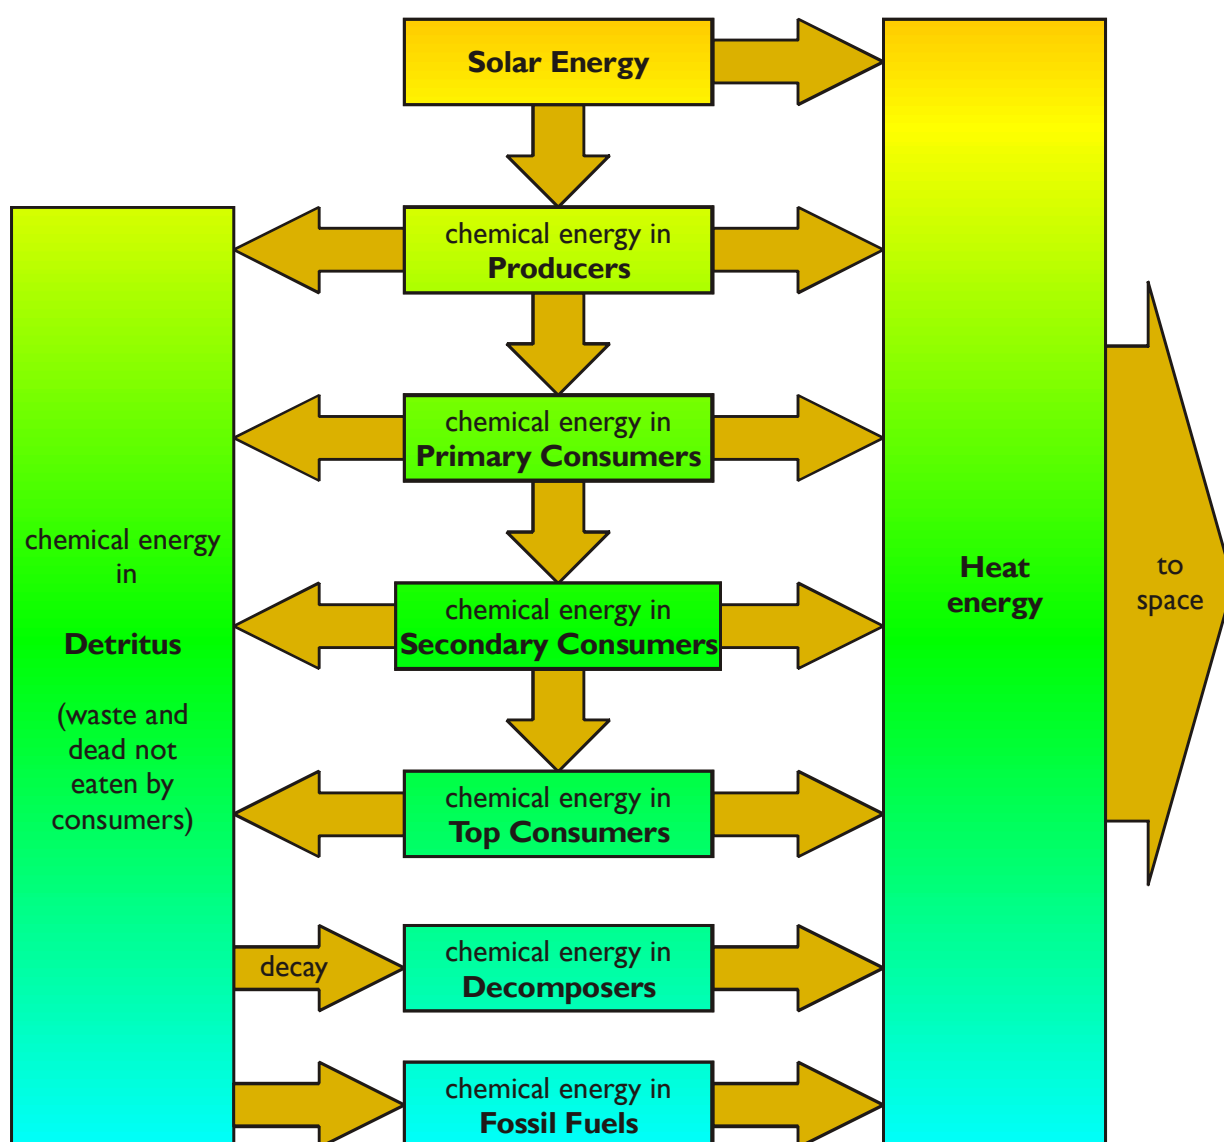 Solar Energy
chemical energy in
Producers
chemical energy in
Primary Consumers
chemical energy in
Secondary Consumers
chemical energy in
Top Consumers
chemical energy in
Decomposers
chemical energy in
Fossil Fuels
chemical energy
in
Detritus
(waste and
dead not
eaten by
consumers)
decay
Heat
energy
to
space